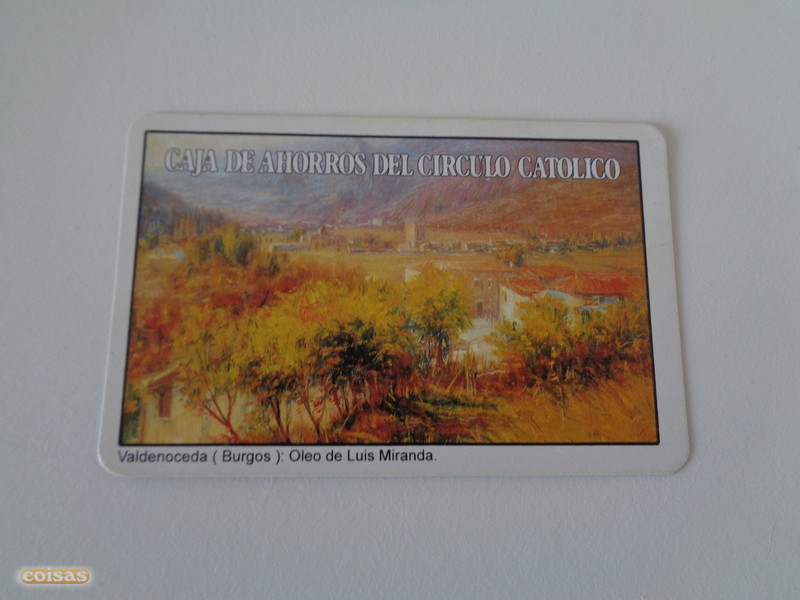 CAJA DE AHORROS DEL CIRCULO CATOLICO
Valdenoceda ( Burgos ): Oleo de Luis Miranda.
coisas